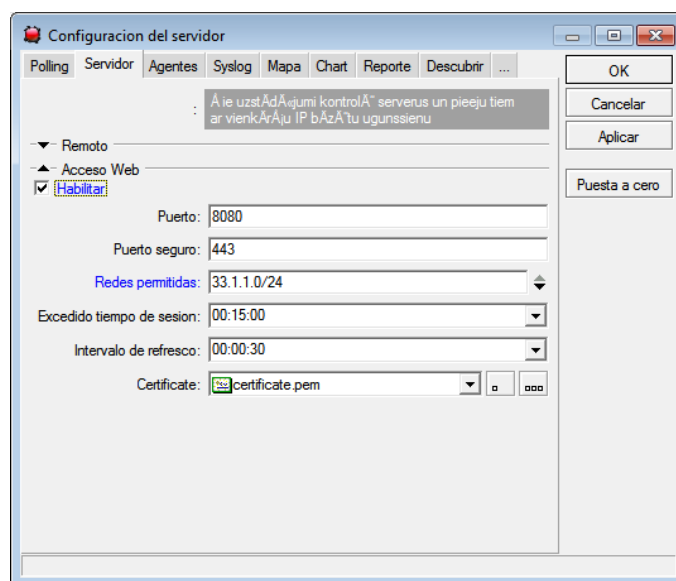 Configuracion del servidor
Polling Servidor Agentes Syslog Mapa Chart Reporte Descubrir ...
OK
Cancelar
Aplicar
Puesta a cero
: Å ie uzstÄdÄ«jumi kontrolÄ“ serverus un pieeju tiem
ar vienkÄrÅ¡u IP bÄzÄ“tu ugunssienu
Remoto
Acceso Web
Habilitar
Puerto: 8080
Puerto seguro: 443
Redes permitidas: 33.1.1.0/24
Excedido tiempo de sesion: 00:15:00
Intervalo de refresco: 00:00:30
Certificate: certificate.pem